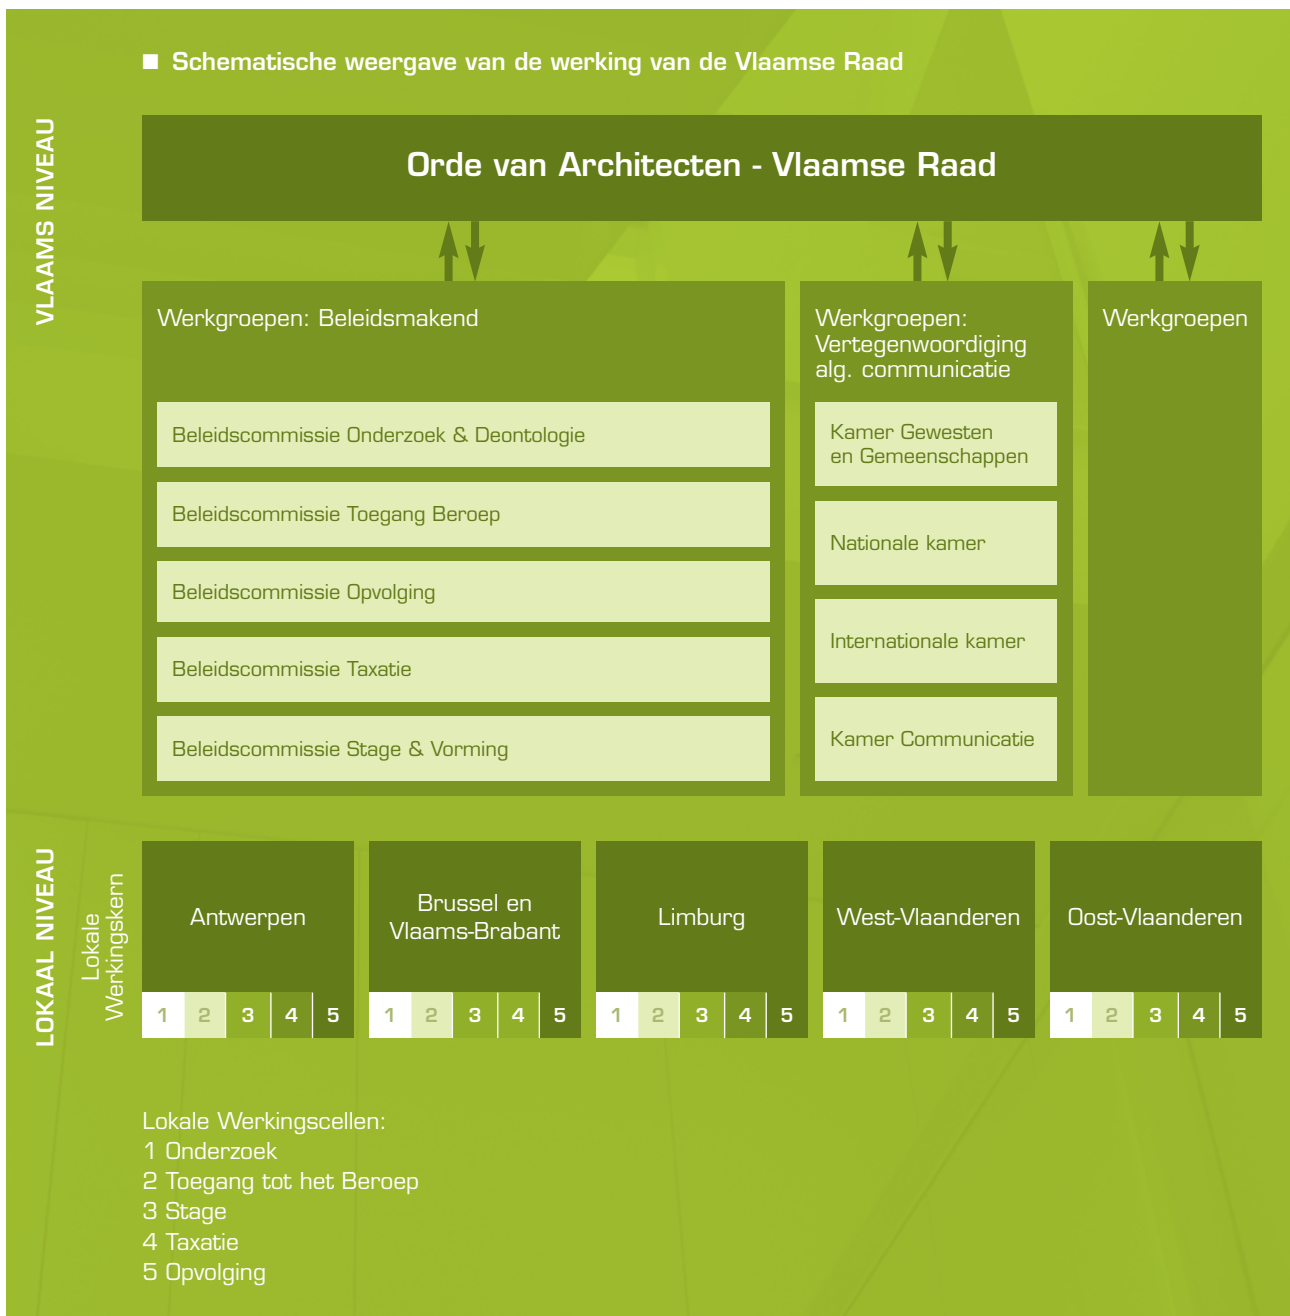 Schematische weergave van de werking van de Vlaamse Raad
VLAAMS NIVEAU
Orde van Architecten - Vlaamse Raad
Werkgroepen: Beleidsmakend
Beleidscommissie Onderzoek & Deontologie
Beleidscommissie Toegang Beroep
Beleidscommissie Opvolging
Beleidscommissie Taxatie
Beleidscommissie Stage & Vorming
Werkgroepen:
Vertegenwoordiging
alg. communicatie
Kamer Gewesten
en Gemeenschappen
Nationale kamer
Internationale kamer
Kamer Communicatie
Werkgroepen
LOKAAL NIVEAU
Lokale
Werkingskern
Antwerpen
1 2 3 4 5
Brussel en
Vlaams-Brabant
1 2 3 4 5
Limburg
1 2 3 4 5
West-Vlaanderen
1 2 3 4 5
Oost-Vlaanderen
1 2 3 4 5
Lokale Werkingscellen:
1 Onderzoek
2 Toegang tot het Beroep
3 Stage
4 Taxatie
5 Opvolging